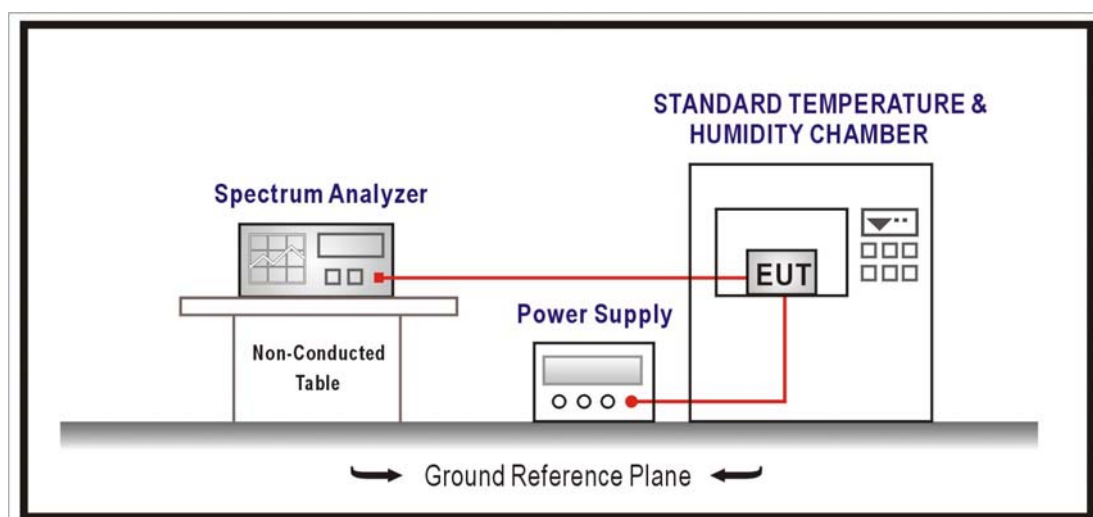 STANDARD TEMPERATURE &
HUMIDITY CHAMBER
Spectrum Analyzer
EUT
Power Supply
Non-Conducted
Table
Ground Reference Plane